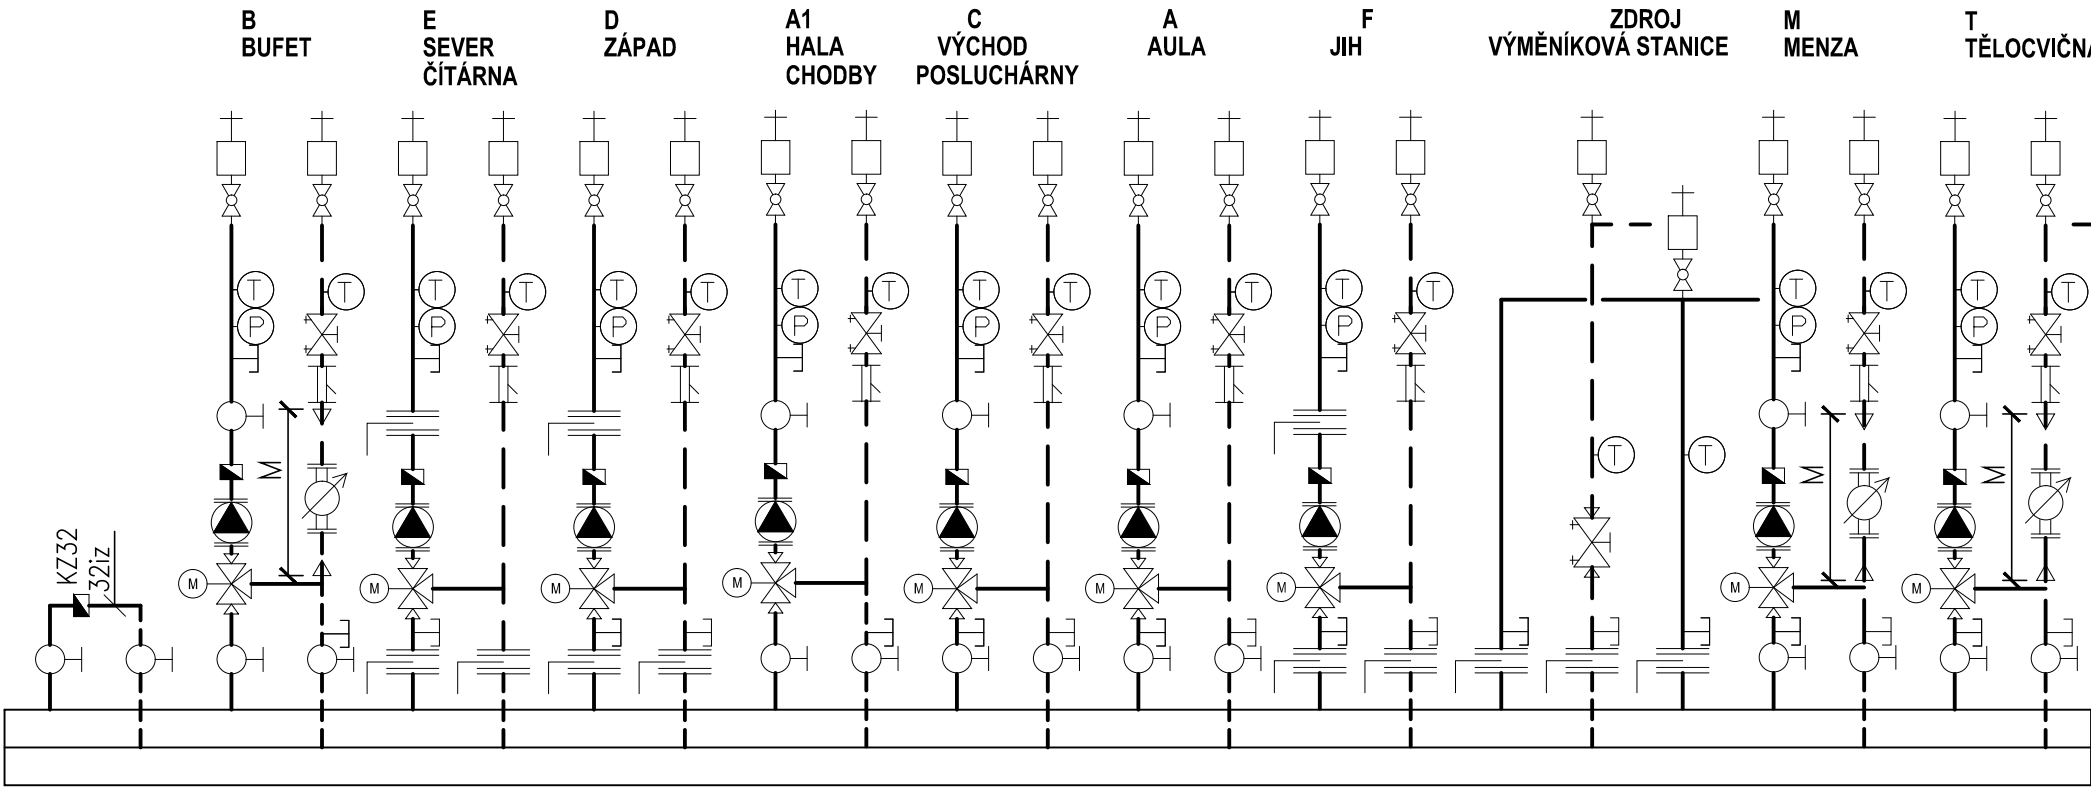 B
BUFET
E
SEVER
ČÍTÁRNA
D
ZÁPAD
A1
HALA
CHODBY
C
VÝCHOD
POSLUCHÁRNY
A
AULA
F
JIH
ZDROJ
VÝMĚNÍKOVÁ STANICE
M
MENZA
T
TĚLOCVIČNA
T
P
T
T
P
T
T
P
T
T
P
T
T
P
T
T
P
T
T
P
T
T
P
T
T
P
T
T
T
M
M
M
KZ32
32iz
M
M
M
M
M
M
M
M
M